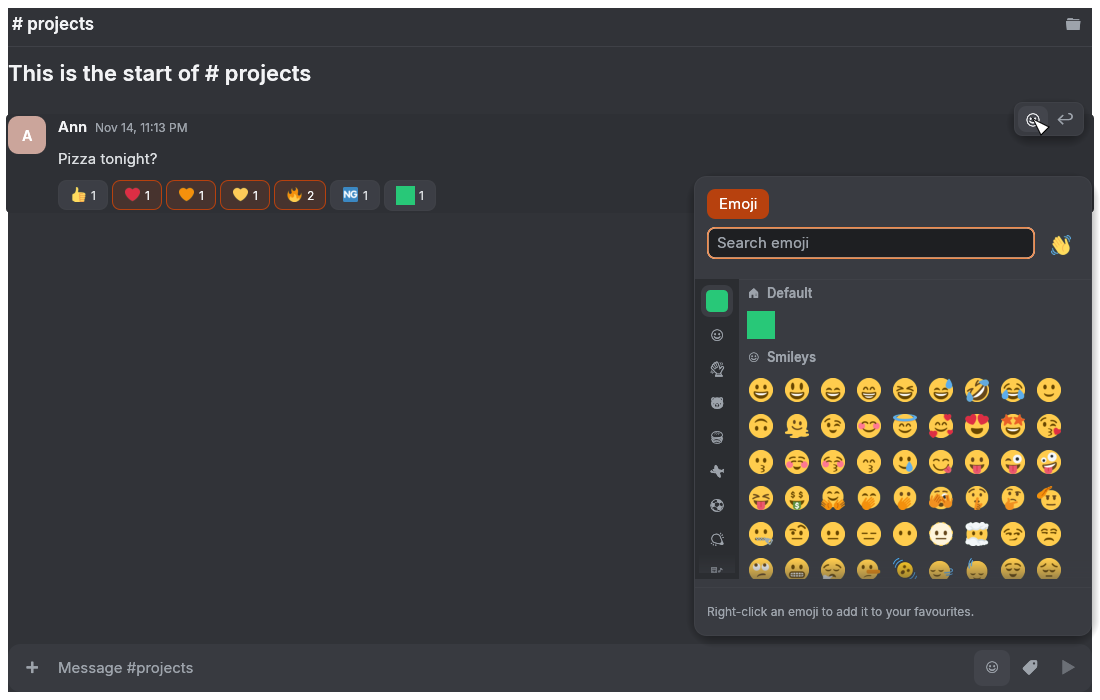 # projects
This is the start of # projects
A
Ann Nov 14, 11:13 PM
Pizza tonight?
1 1 1 1 2 NG 1 1
Emoji
Search emoji
Default
Smileys
Right-click an emoji to add it to your favourites.
Message #projects